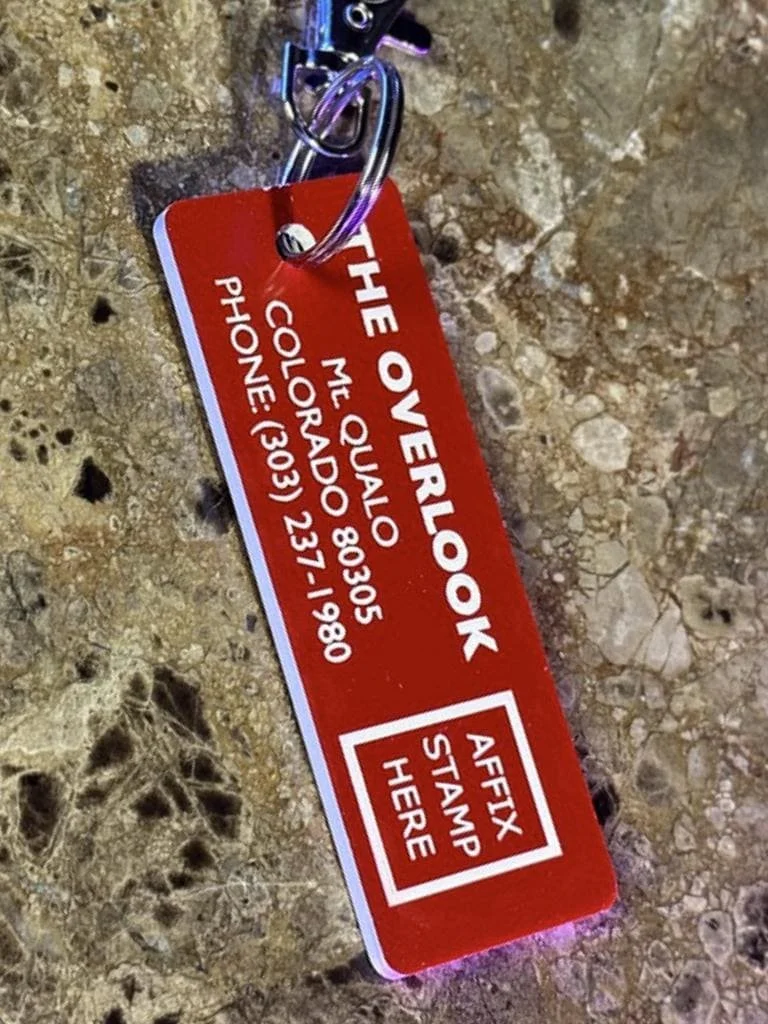 THE OVERLOOK
Mt. QUALO
COLORADO 80305
PHONE: (303) 237-1980
AFFIX
STAMP
HERE